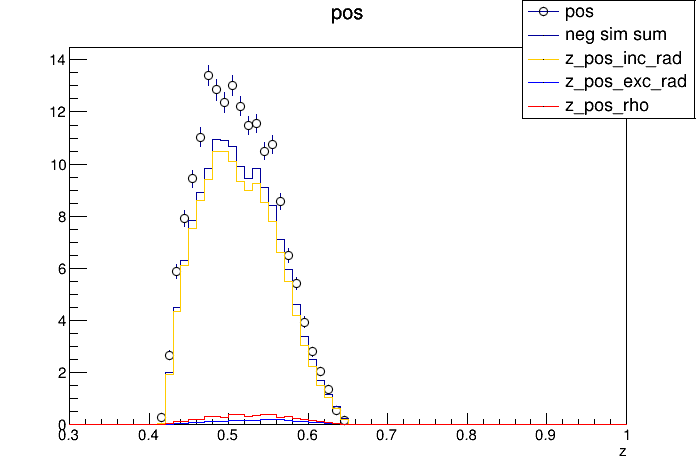 pos
pos
neg sim sum
z_pos_inc_rad
z_pos_exc_rad
z_pos_rho
14
12
10
8
6
4
2
0
0.3 0.4 0.5 0.6 0.7 0.8 0.9 1
z